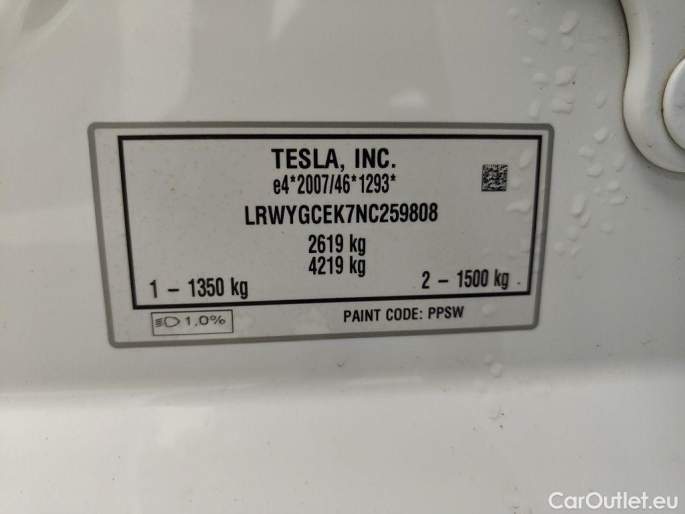 TESLA, INC.
e4*2007/46*1293*
LRWYGCEK7NC259808
2619 kg
4219 kg
1 - 1350 kg
2 - 1500 kg
1,0%
PAINT CODE: PPSW
CarOutlet.eu